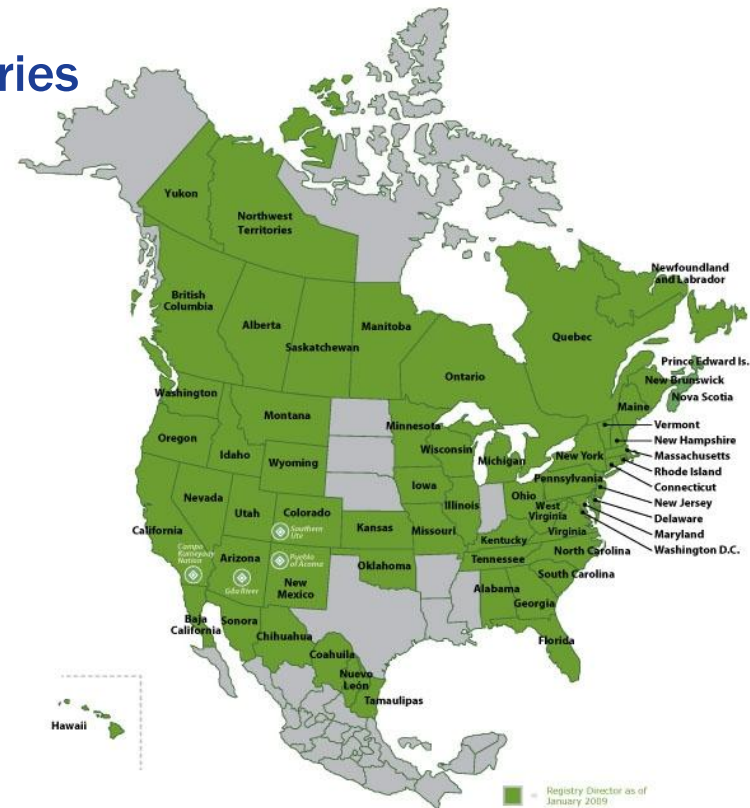 ries
Yukon
Northwest
Territories
British
Columbia
Alberta
Saskatchewan
Manitoba
Ontario
Quebec
Newfoundland
and Labrador
Prince Edward Is.
New Brunswick
Nova Scotia
Maine
Vermont
New Hampshire
Massachusetts
Rhode Island
Connecticut
New Jersey
Delaware
Maryland
Washington D.C.
Washington
Oregon
Idaho
Montana
Wyoming
Minnesota
Wisconsin
Michigan
New York
Pennsylvania
Iowa
Illinois
Ohio
West
Virginia
Virginia
Nevada
Utah
Colorado
Kansas
Missouri
Kentucky
North Carolina
Tennessee
South Carolina
California
Arizona
New
Mexico
Oklahoma
Alabama
Georgia
Florida
Southern
Ute
Pueblo
of Acoma
Campo
Kumeyaay
Nation
Gila River
Baja
California
Sonora
Chihuahua
Coahuila
Nuevo
León
Tamaulipas
Hawaii
= Registry Director as of
January 2009